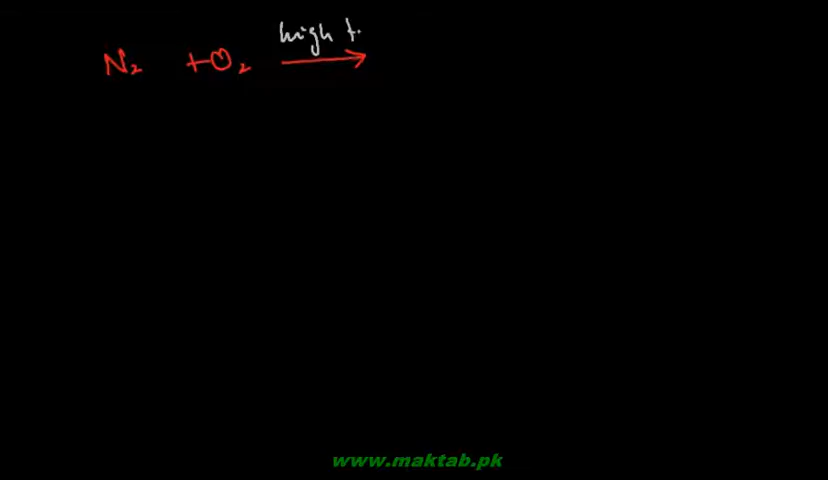 high t.
N₂ + O₂ →
www.maktab.pk